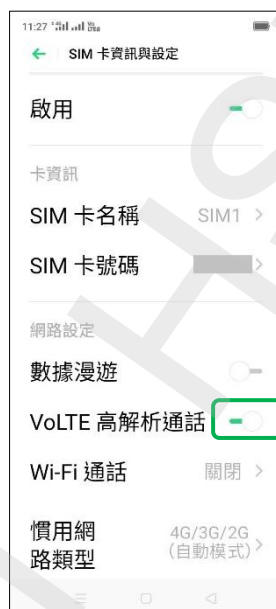 11:27
← SIM 卡資訊與設定
啟用
卡資訊
SIM 卡名稱 SIM1 >
SIM 卡號碼 >
網路設定
數據漫遊
VoLTE 高解析通話
Wi-Fi 通話 關閉 >
慣用網
路類型 4G/3G/2G
(自動模式) >